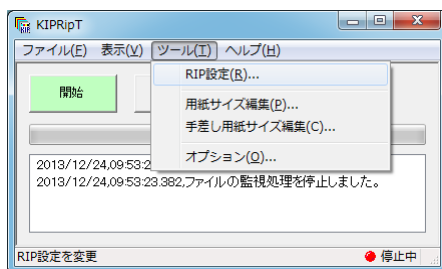 KIPRipT
ファイル(F) 表示(V) ツール(T) ヘルプ(H)
RIP設定(R)...
用紙サイズ編集(P)...
手差し用紙サイズ編集(C)...
オプション(O)...
開始
2013/12/24,09:53:2
2013/12/24,09:53:23.382,ファイルの監視処理を停止しました。
RIP設定を変更 停止中